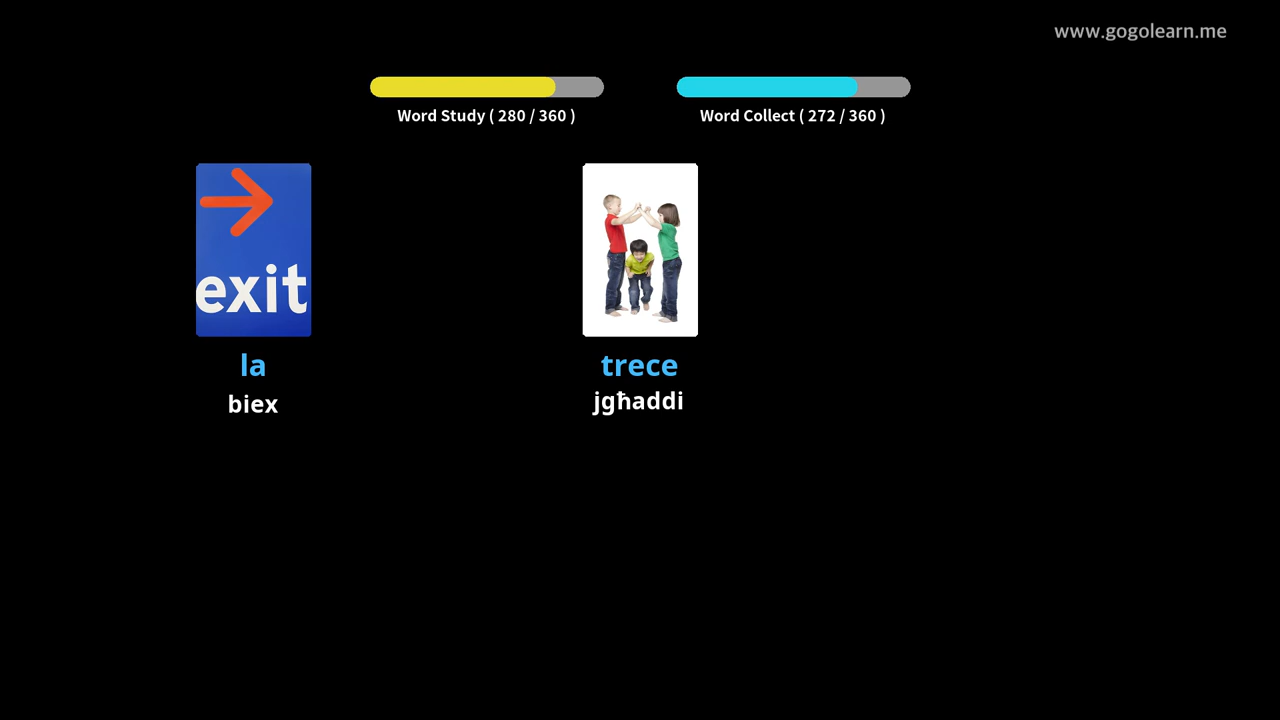 www.gogolearn.me
Word Study ( 280 / 360 )
Word Collect ( 272 / 360 )
exit
la
biex
trece
jgħaddi